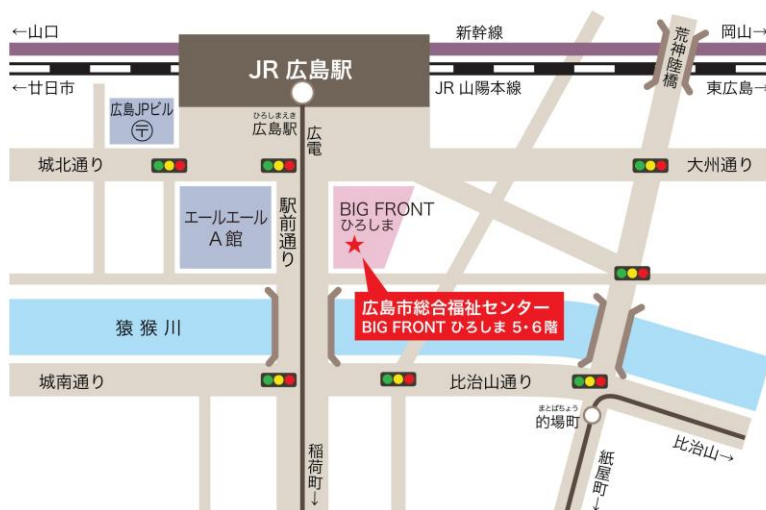 ←山口
新幹線
岡山→
荒神陸橋
JR 広島駅
←廿日市
JR 山陽本線
東広島→
広島JPビル
〒
ひろしまえき
広島駅
広電
城北通り
大州通り
駅前通り
エールエール
A館
BIG FRONT
ひろしま
広島市総合福祉センター
BIG FRONT ひろしま 5・6階
猿猴川
城南通り
比治山通り
まとばちょう
的場町
比治山→
稲荷町→
紙屋町→